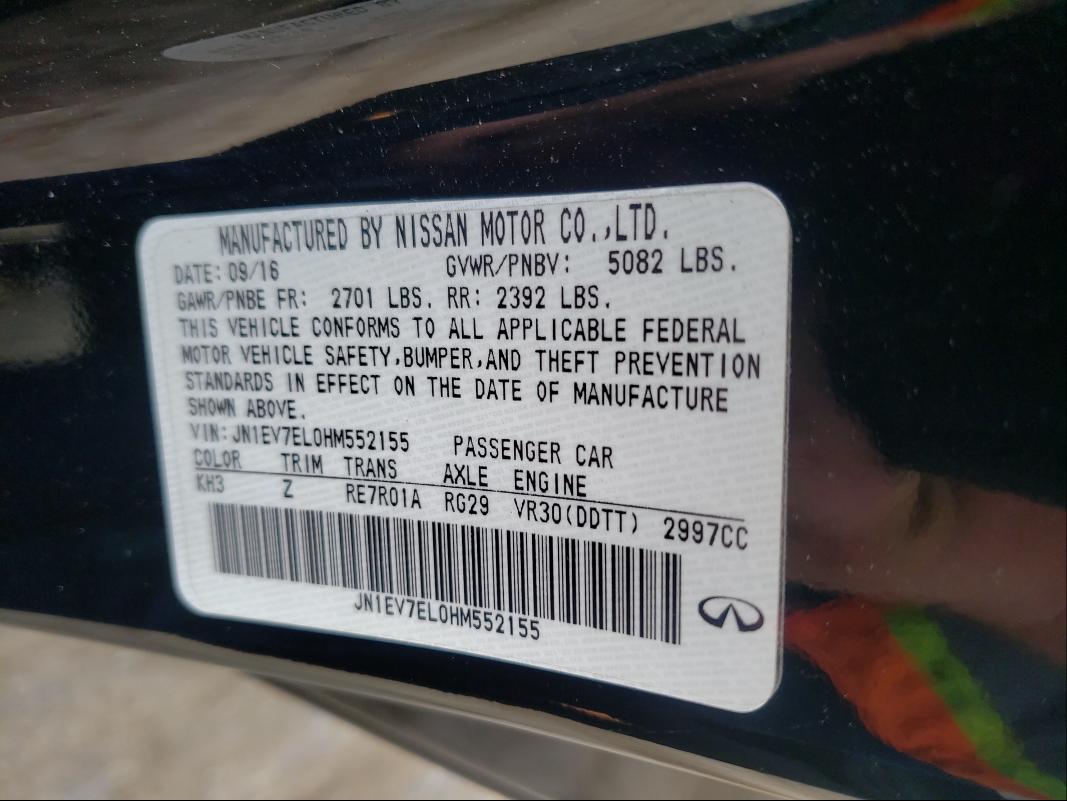 MANUFACTURED BY NISSAN MOTOR CO.,LTD.
DATE: 09/16 GVWR/PNBV: 5082 LBS.
GAWR/PNBE FR: 2701 LBS. RR: 2392 LBS.
THIS VEHICLE CONFORMS TO ALL APPLICABLE FEDERAL
MOTOR VEHICLE SAFETY,BUMPER,AND THEFT PREVENTION
STANDARDS IN EFFECT ON THE DATE OF MANUFACTURE
SHOWN ABOVE.
VIN:JN1EV7EL0HM552155 PASSENGER CAR
COLOR TRIM TRANS AXLE ENGINE
KH3 Z RE7R01A RG29 VR30(DDTT) 2997CC
JN1EV7EL0HM552155